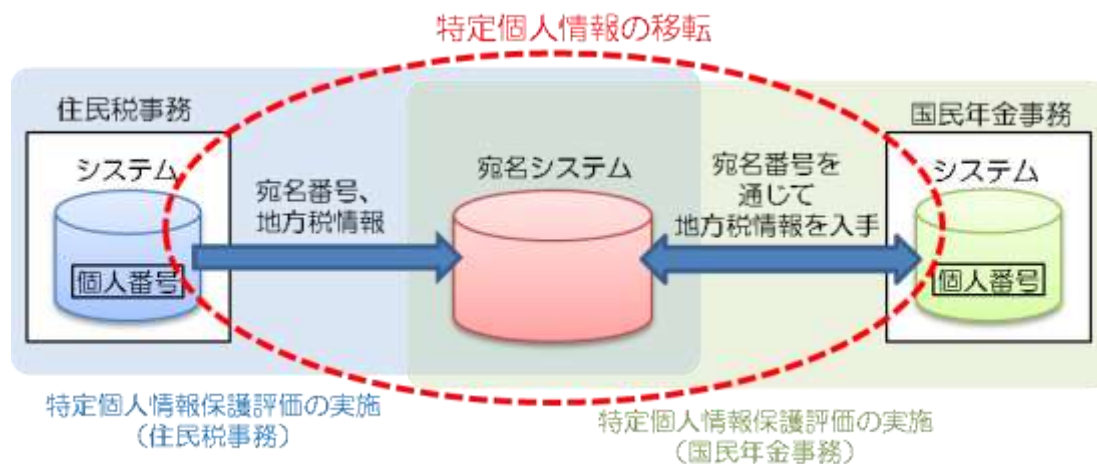 特定個人情報の移転
住民税事務
システム
個人番号
宛名番号、
地方税情報
宛名システム
宛名番号を
通じて
地方税情報を入手
国民年金事務
システム
個人番号
特定個人情報保護評価の実施
（住民税事務）
特定個人情報保護評価の実施
（国民年金事務）